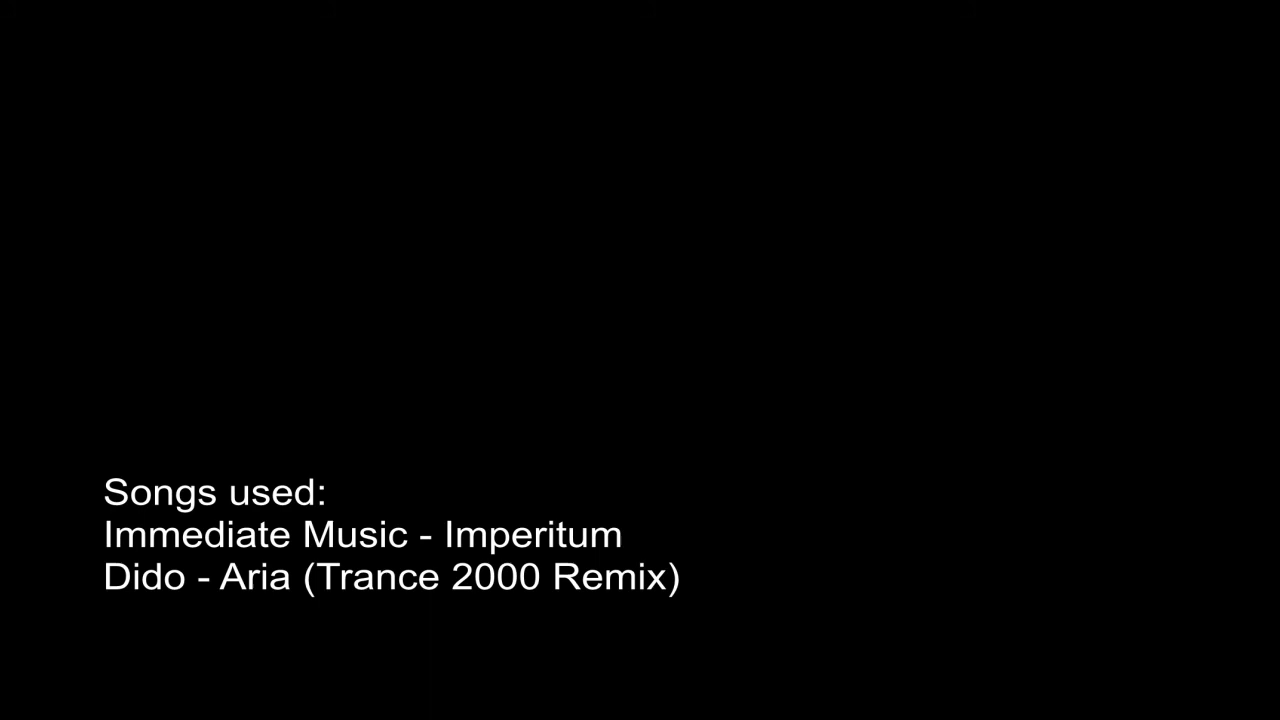 Songs used:
Immediate Music - Imperitum
Dido - Aria (Trance 2000 Remix)